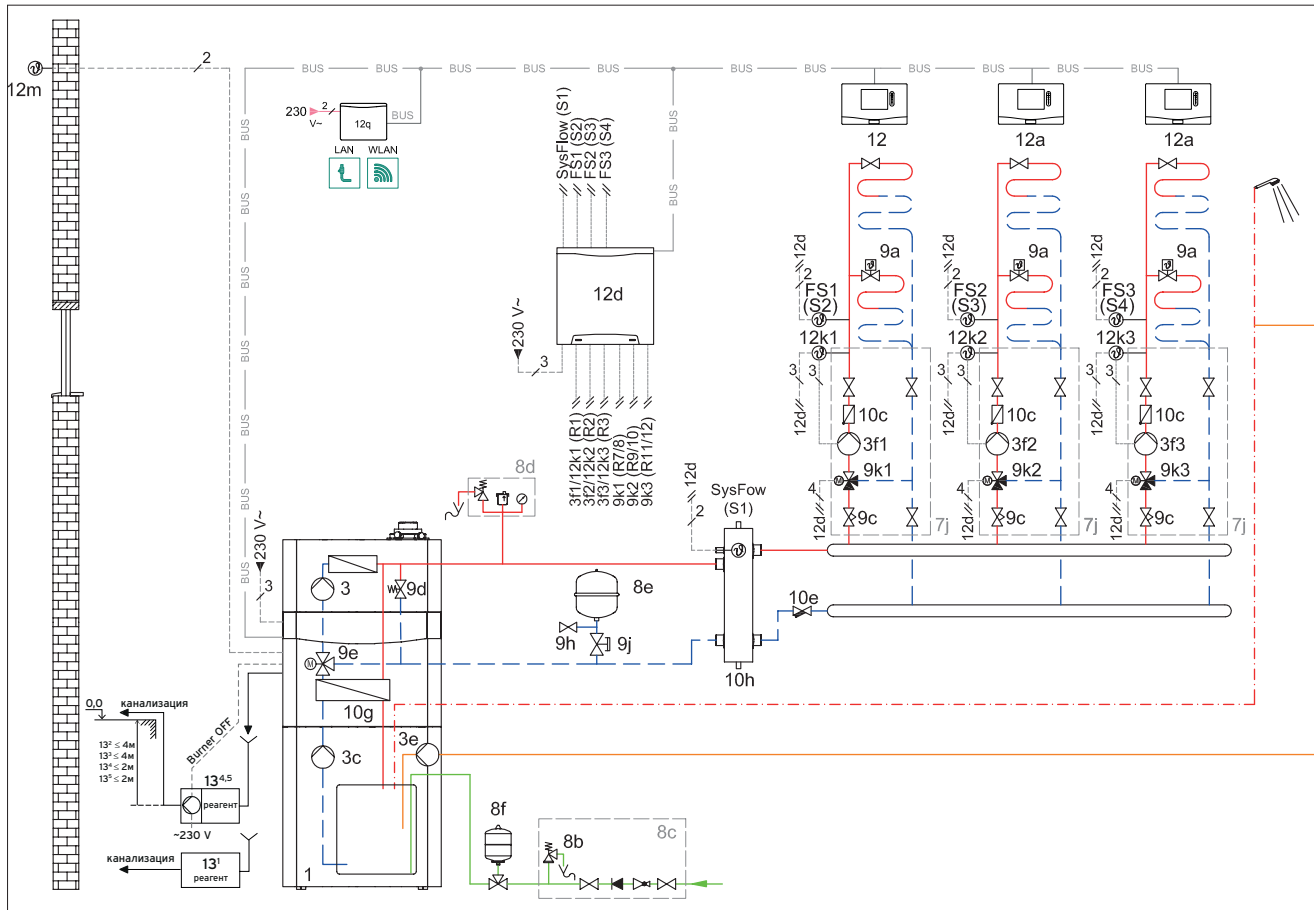 12m
2
BUS BUS BUS BUS BUS BUS BUS BUS BUS
230
V~
2
12q
BUS
LAN WLAN
BUS
SysFlow (S1)
FS1 (S2)
FS2 (S3)
FS3 (S4)
BUS
12 12a 12a
12d
230 V~
3
3f1/12k1 (R1)
3f2/12k2 (R2)
3f3/12k3 (R3)
9k1 (R7/8)
9k2 (R9/10)
9k3 (R11/12)
12d
2
9a
FS1
(S2)
12k1
3
3
12d
10c
3f1
M
9k1
4
12d
9c
7j
12d
2
9a
FS2
(S3)
12k2
3
3
12d
10c
3f2
M
9k2
4
12d
9c
7j
12d
2
FS3
(S4)
12k3
3
3
12d
10c
3f3
M
9k3
4
12d
9c
7j
8d
12d
2
SysFow
(S1)
BUS
BUS
230 V~
3
3
9d
8e
9h
9j
10e
10h
M
9e
10g
3c
3e
1
0,0
канализация
13² ≤ 4м
13³ ≤ 4м
13⁴ ≤ 2м
13⁵ ≤ 2м
Burner OFF
13⁴,⁵
реагент
~230 V
канализация
13¹
реагент
8f
8b
8c